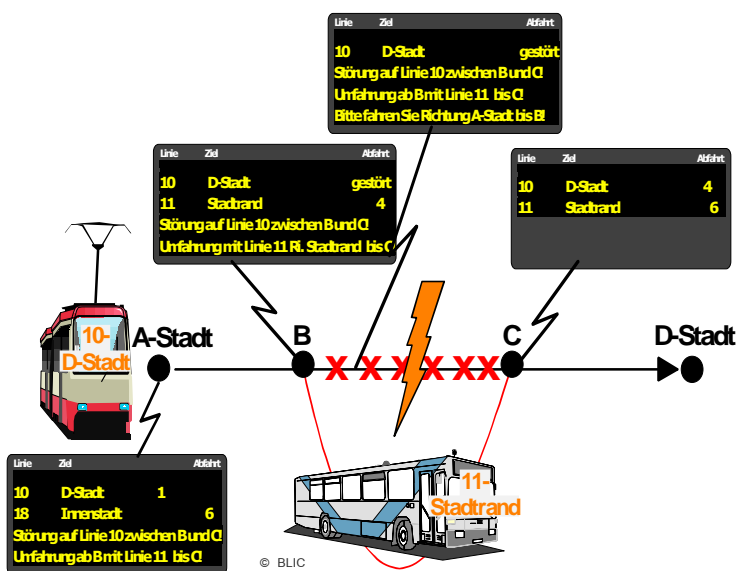 Linie Ziel Abfahrt
10 D-Stadt gestört
Störung auf Linie 10 zwischen B und C!
Umfahrung ab B mit Linie 11 bis C!
Bitte fahren Sie Richtung A-Stadt bis B!
Linie Ziel Abfahrt
10 D-Stadt gestört
11 Stadtrand 4
Störung auf Linie 10 zwischen B und C!
Umfahrung mit Linie 11 Ri. Stadtrand bis C
Linie Ziel Abfahrt
10 D-Stadt 4
11 Stadtrand 6
10-
D-Stadt
A-Stadt
B
C
D-Stadt
X X X X X X
Linie Ziel Abfahrt
10 D-Stadt 1
18 Innenstadt 6
Störung auf Linie 10 zwischen B und C!
Umfahrung ab B mit Linie 11 bis C!
11-
Stadtrand
© BLIC